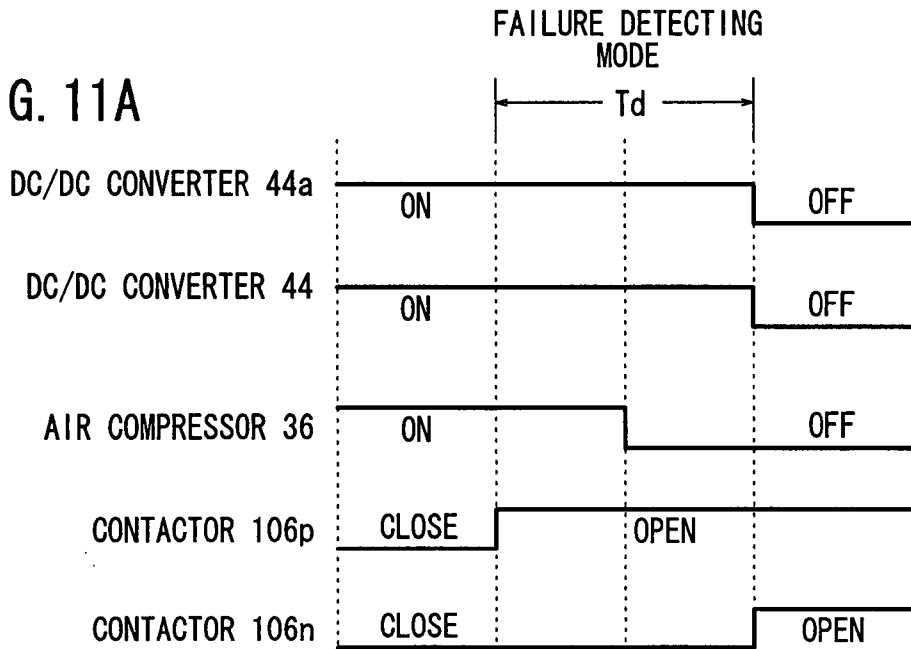 FAILURE DETECTING
MODE
G. 11A
Td
DC/DC CONVERTER 44a
ON
OFF
DC/DC CONVERTER 44
ON
OFF
AIR COMPRESSOR 36
ON
OFF
CONTACTOR 106p
CLOSE
OPEN
CONTACTOR 106n
CLOSE
OPEN